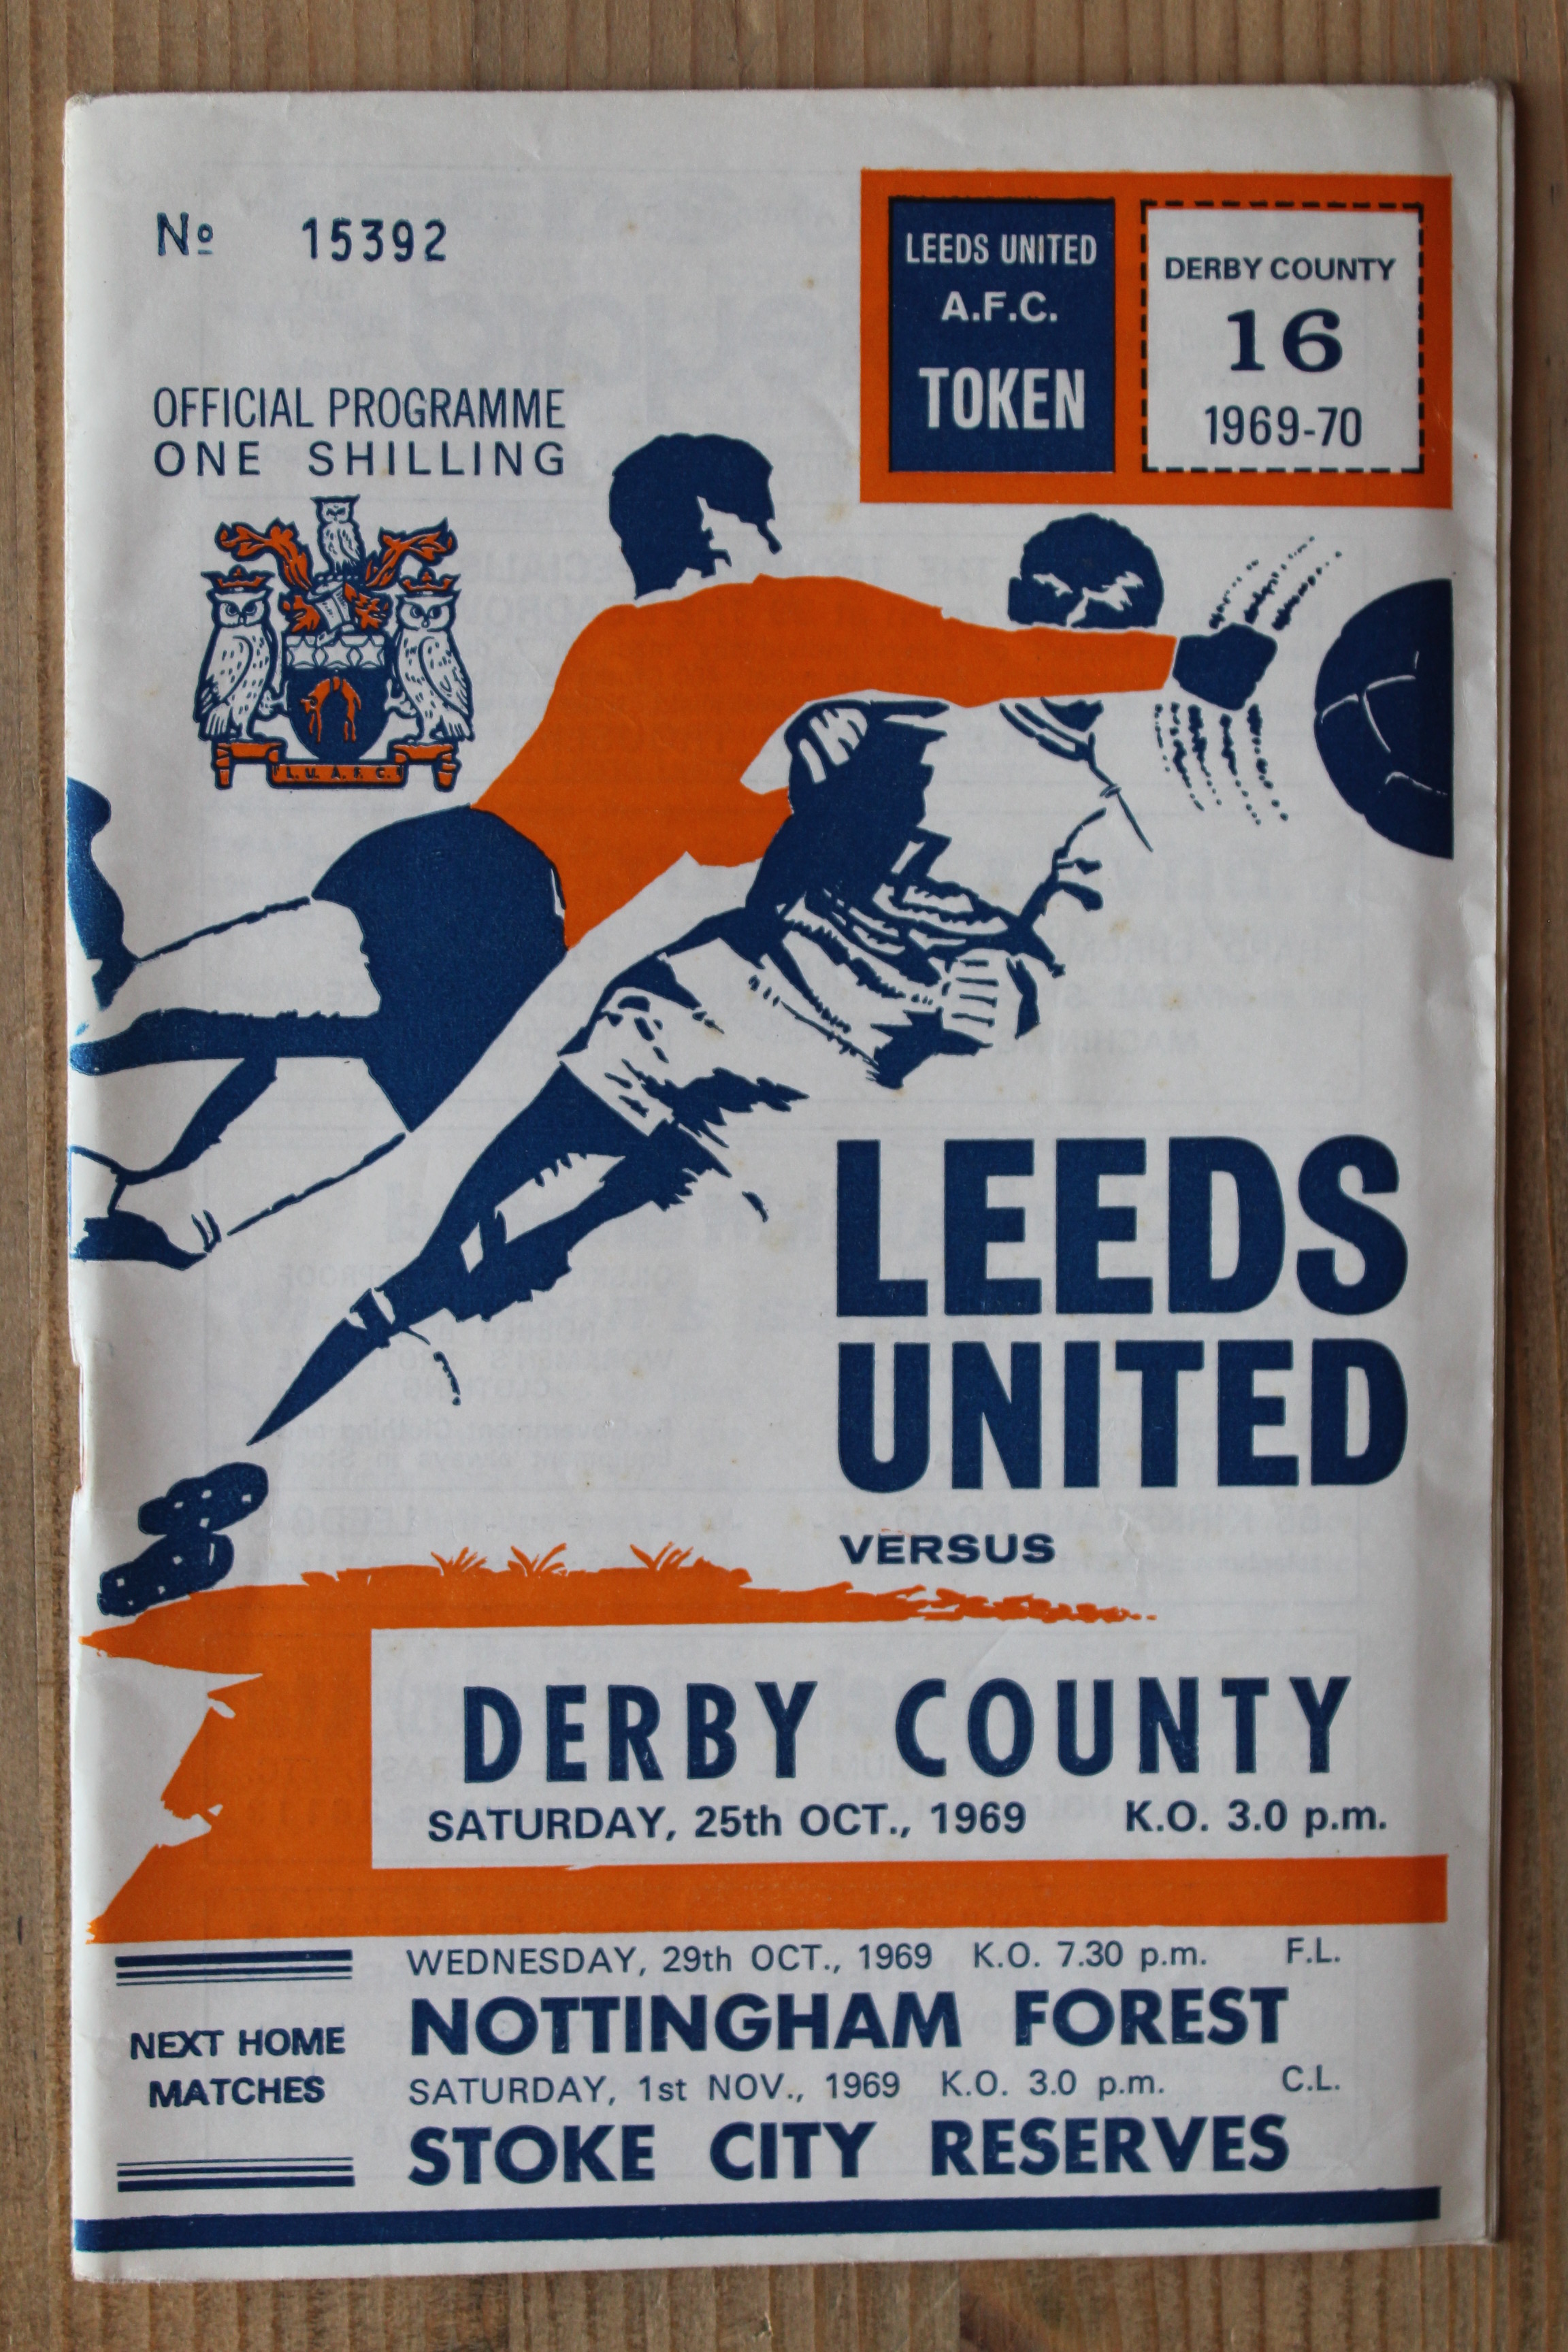 Nº 15392
LEEDS UNITED
A.F.C.
TOKEN
DERBY COUNTY
16
1969-70
OFFICIAL PROGRAMME
ONE SHILLING
L. U. A. F. C.
LEEDS
UNITED
VERSUS
DERBY COUNTY
SATURDAY, 25th OCT., 1969 K.O. 3.0 p.m.
NEXT HOME
MATCHES
WEDNESDAY, 29th OCT., 1969 K.O. 7.30 p.m. F.L.
NOTTINGHAM FOREST
SATURDAY, 1st NOV., 1969 K.O. 3.0 p.m. C.L.
STOKE CITY RESERVES